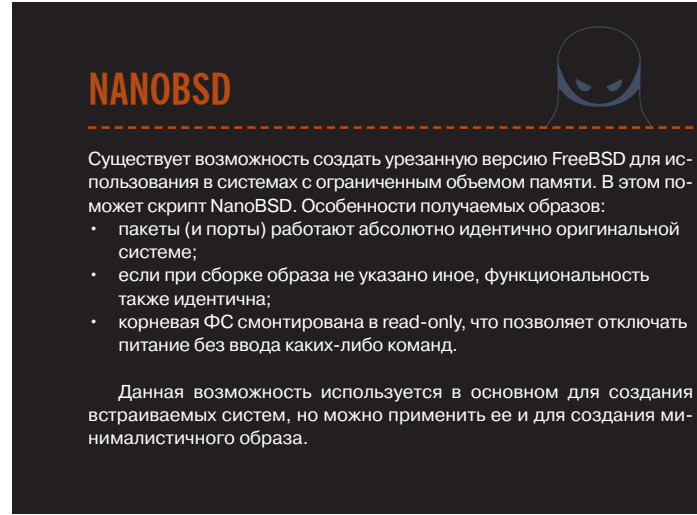 NANOBSD
Существует возможность создать урезанную версию FreeBSD для ис-
пользования в системах с ограниченным объемом памяти. В этом по-
может скрипт NanoBSD. Особенности получаемых образов:
• пакеты (и порты) работают абсолютно идентично оригинальной
системе;
• если при сборке образа не указано иное, функциональность
также идентична;
• корневая ФС смонтирована в read-only, что позволяет отключать
питание без ввода каких-либо команд.
Данная возможность используется в основном для создания
встраиваемых систем, но можно применить ее и для создания ми-
нималистичного образа.